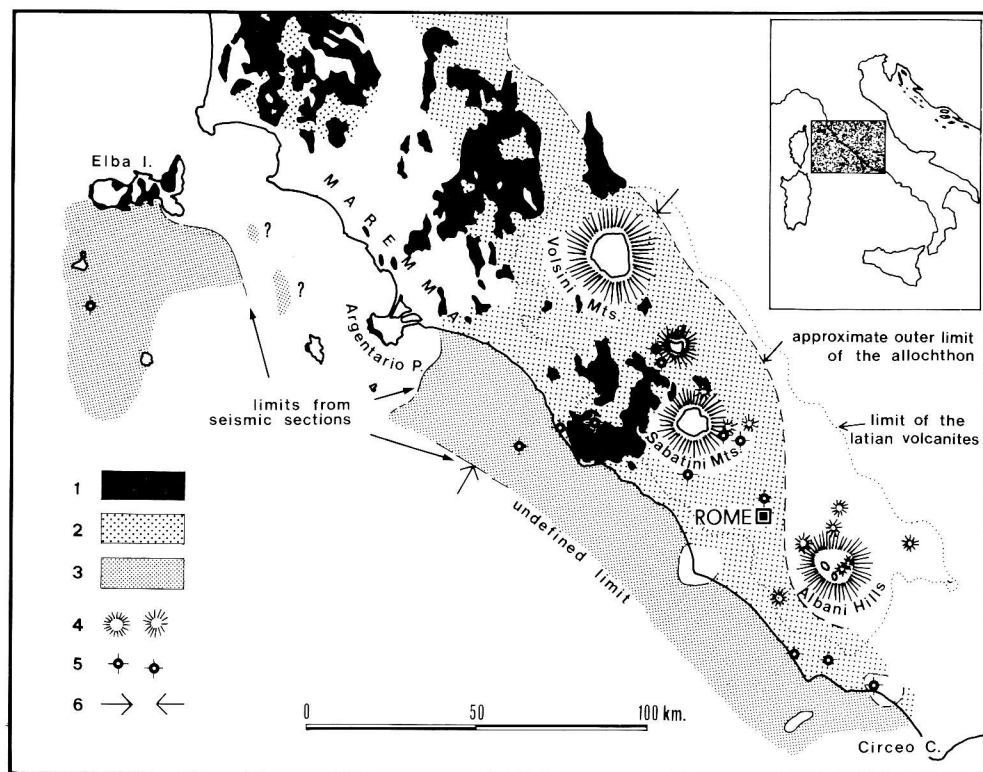 Elba I.
?
?
MAREMMA
Argentario P.
Volsini Mts.
Sabatini Mts.
ROME
Albani Hills
Circeo C.
approximate outer limit
of the allochthon
limit of the
latian volcanites
limits from
seismic sections
undefined limit
1
2
3
4
5
6
0 50 100 km.